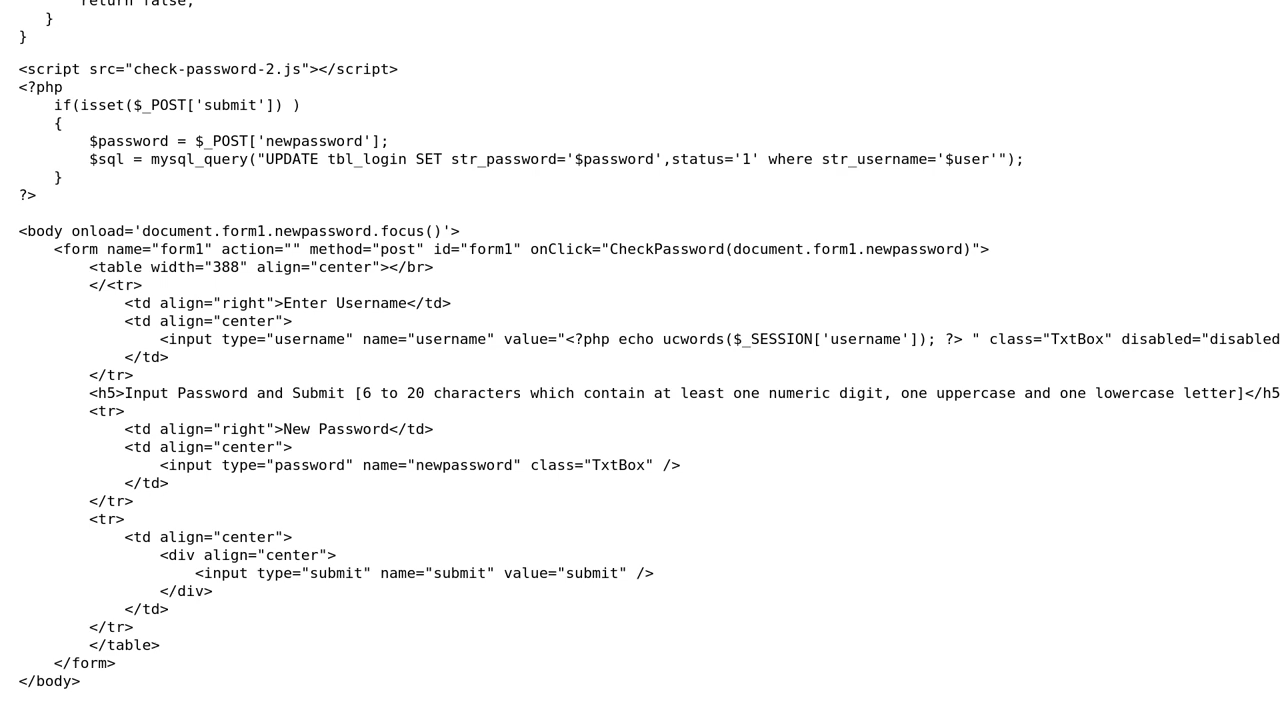 return false;
}
}
<script src="check-password-2.js"></script>
<?php
if(isset($_POST['submit']) )
{
$password = $_POST['newpassword'];
$sql = mysql_query("UPDATE tbl_login SET str_password='$password',status='1' where str_username='$user'");
}
?>
<body onload='document.form1.newpassword.focus()'>
<form name="form1" action="" method="post" id="form1" onClick="CheckPassword(document.form1.newpassword)">
<table width="388" align="center"></br>
</<tr>
<td align="right">Enter Username</td>
<td align="center">
<input type="username" name="username" value="<?php echo ucwords($_SESSION['username']); ?> " class="TxtBox" disabled="disabled
</td>
</tr>
<h5>Input Password and Submit [6 to 20 characters which contain at least one numeric digit, one uppercase and one lowercase letter]</h5
<tr>
<td align="right">New Password</td>
<td align="center">
<input type="password" name="newpassword" class="TxtBox" />
</td>
</tr>
<tr>
<td align="center">
<div align="center">
<input type="submit" name="submit" value="submit" />
</div>
</td>
</tr>
</table>
</form>
</body>